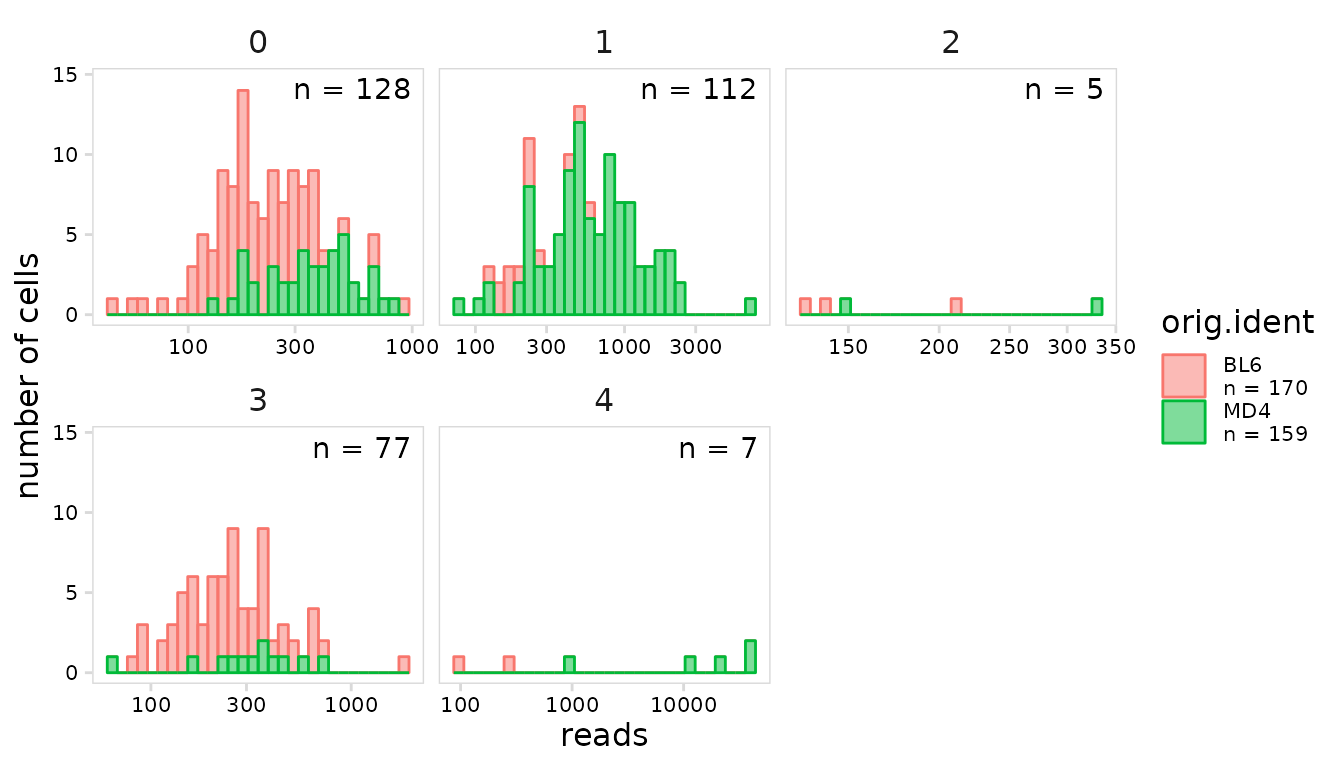 0
1
2
n = 128
n = 112
n = 5
15
10
5
0
100 300 1000
100 300 1000 3000
150 200 250 300 350
number of cells
3
4
n = 77
n = 7
15
10
5
0
100 300 1000
100 1000 10000
reads
orig.ident
BL6
n = 170
MD4
n = 159